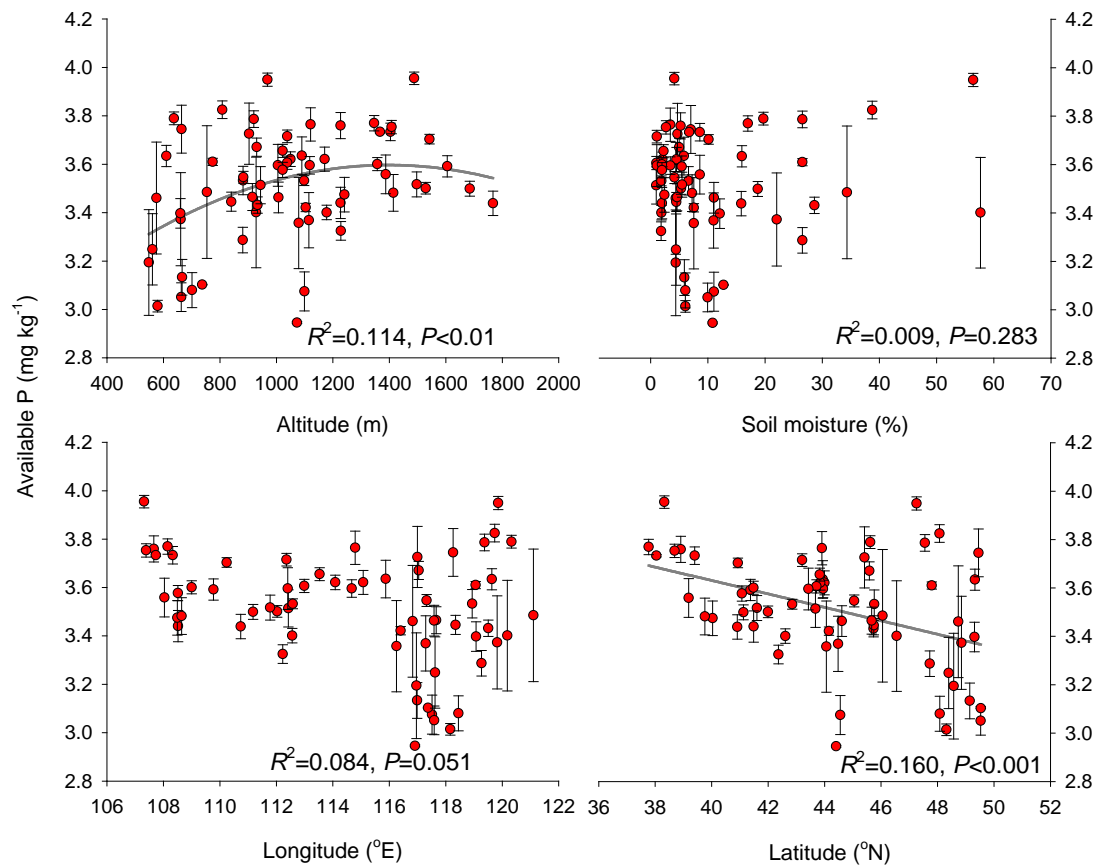 4.2 4.2
4.0 4.0
3.8 3.8
3.6 3.6
3.4 3.4
3.2 3.2
3.0 3.0
2.8 2.8
R²=0.114, P<0.01 R²=0.009, P=0.283
400 600 800 1000 1200 1400 1600 1800 2000 0 10 20 30 40 50 60 70
Altitude (m) Soil moisture (%)
Available P (mg kg⁻¹)
4.2 4.2
4.0 4.0
3.8 3.8
3.6 3.6
3.4 3.4
3.2 3.2
3.0 3.0
2.8 2.8
R²=0.084, P=0.051 R²=0.160, P<0.001
106 108 110 112 114 116 118 120 122 36 38 40 42 44 46 48 50 52
Longitude (ᵒE) Latitude (ᵒN)